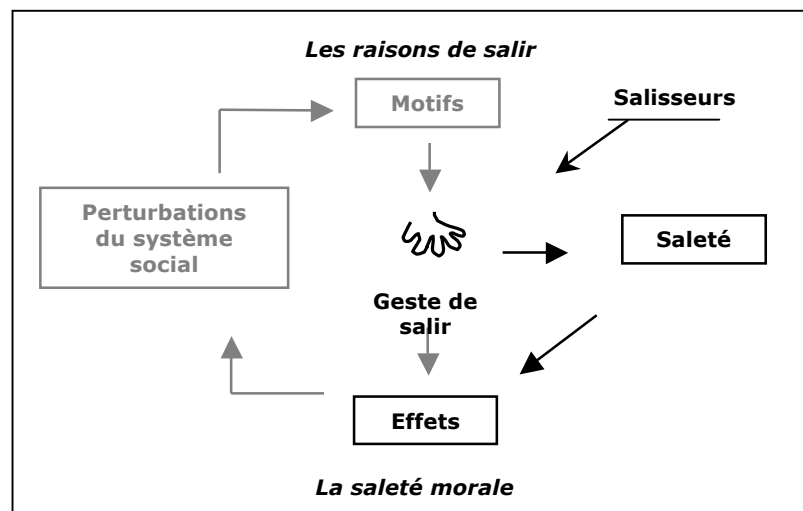 Les raisons de salir
Motifs
Salisseurs
Perturbations
du système
social
Saleté
Geste de
salir
Effets
La saleté morale